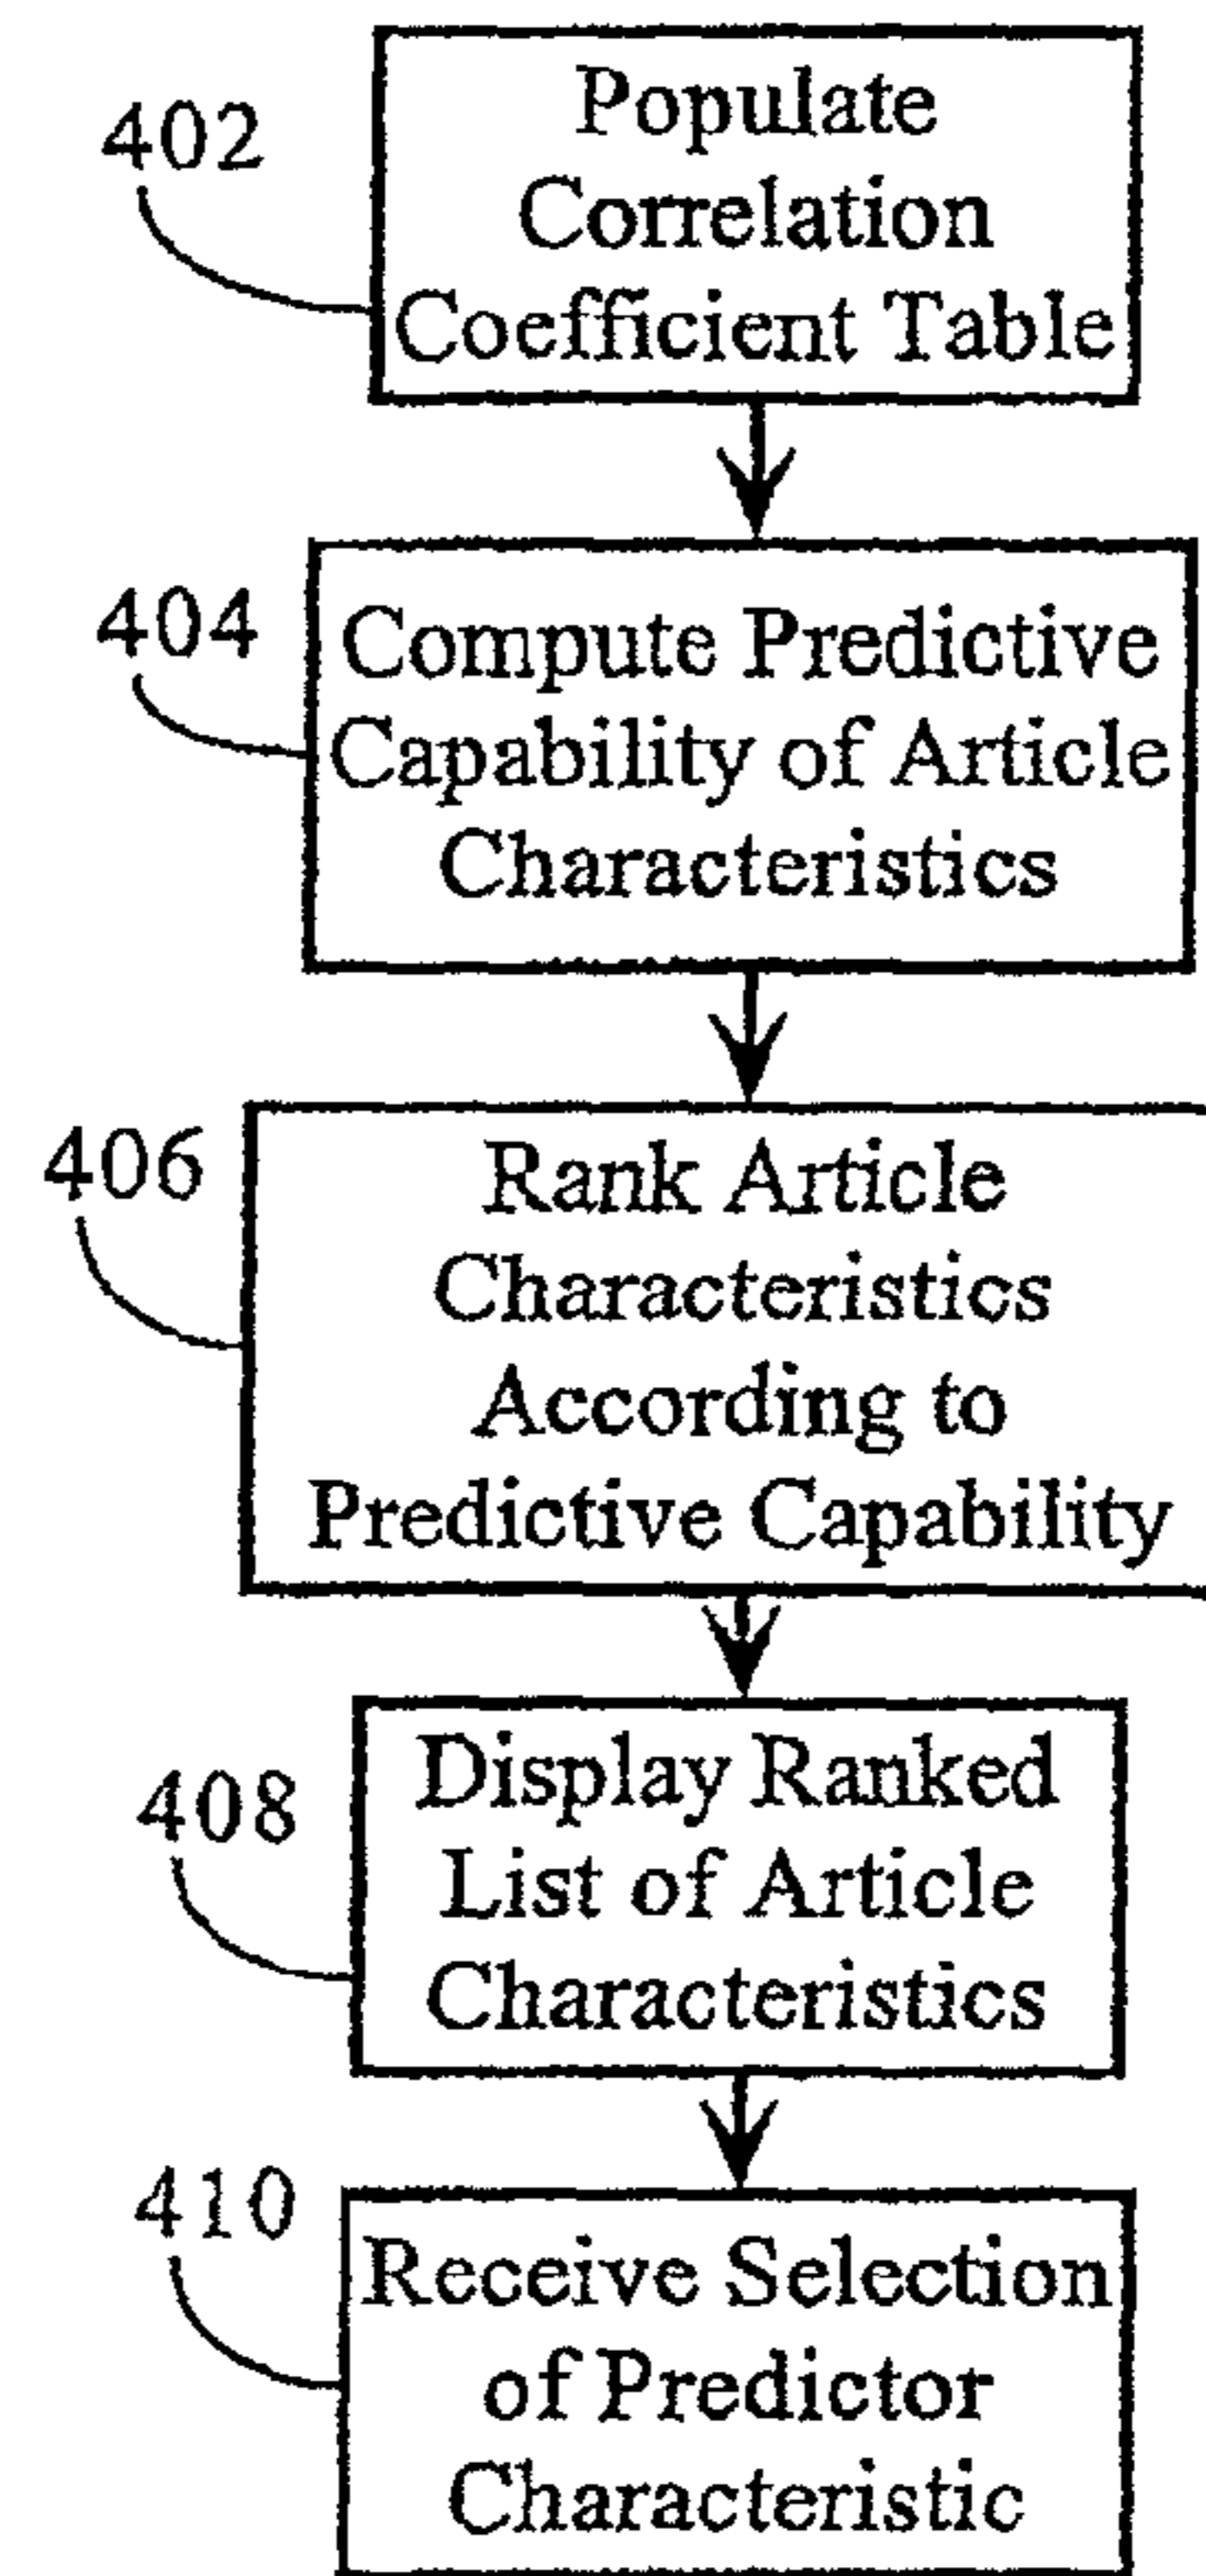 402
Populate
Correlation
Coefficient Table
404
Compute Predictive
Capability of Article
Characteristics
406
Rank Article
Characteristics
According to
Predictive Capability
408
Display Ranked
List of Article
Characteristics
410
Receive Selection
of Predictor
Characteristic